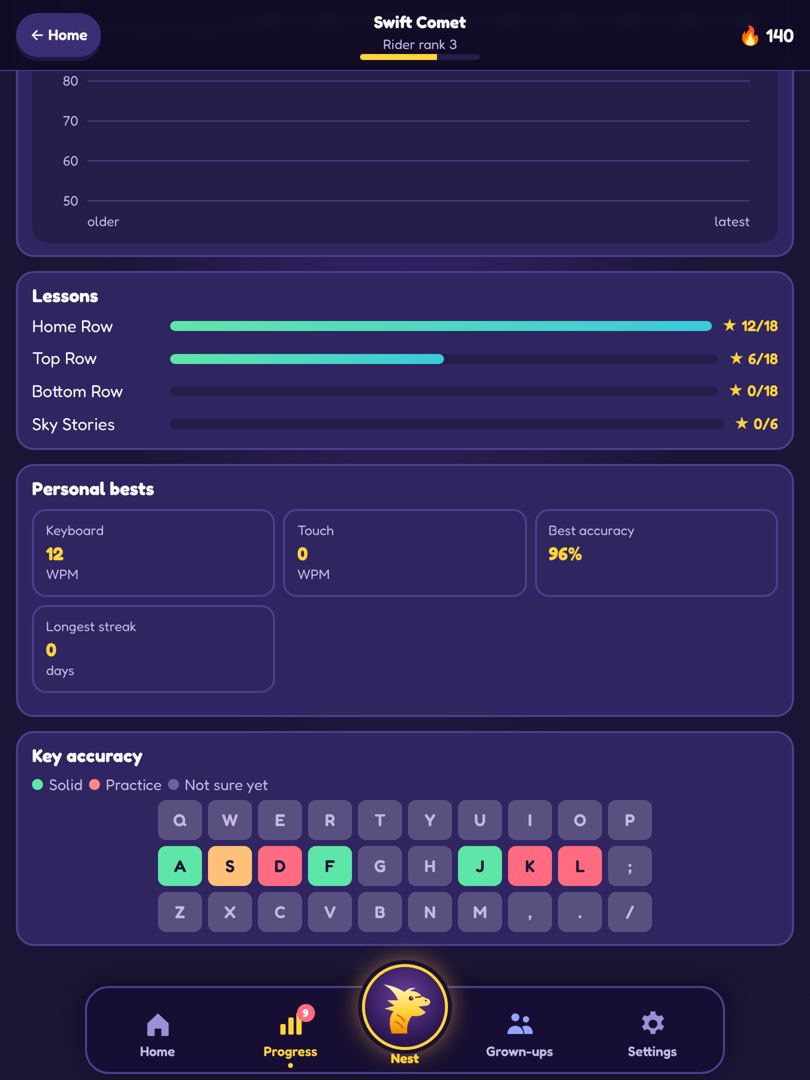 ← Home
Swift Comet
Rider rank 3
🔥 140
80
70
60
50
older latest
Lessons
Home Row ★ 12/18
Top Row ★ 6/18
Bottom Row ★ 0/18
Sky Stories ★ 0/6
Personal bests
Keyboard
12
WPM
Touch
0
WPM
Best accuracy
96%
Longest streak
0
days
Key accuracy
Solid Practice Not sure yet
Q W E R T Y U I O P
A S D F G H J K L ;
Z X C V B N M , . /
Home
9
Progress
Nest
Grown-ups
Settings